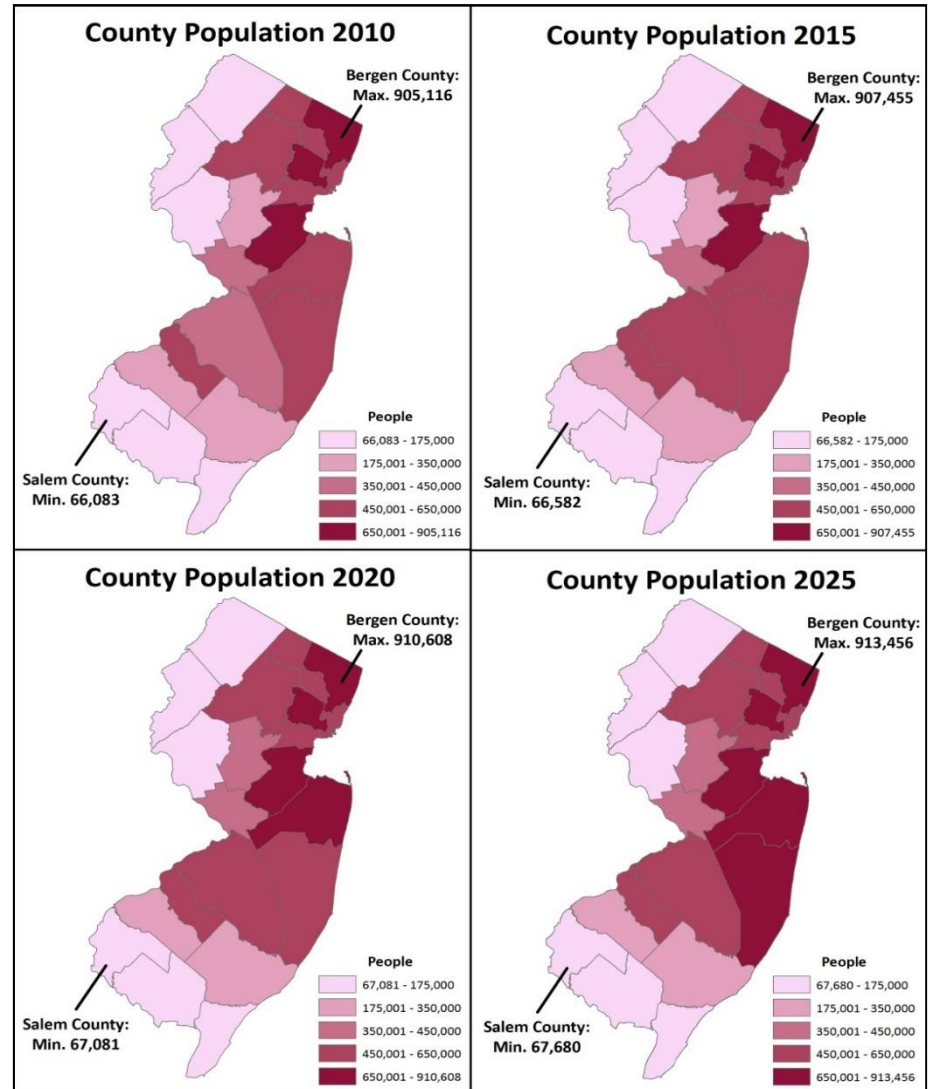 County Population 2010
Bergen County:
Max. 905,116
People
66,083 - 175,000
175,001 - 350,000
350,001 - 450,000
450,001 - 650,000
650,001 - 905,116
Salem County:
Min. 66,083
County Population 2015
Bergen County:
Max. 907,455
People
66,582 - 175,000
175,001 - 350,000
350,001 - 450,000
450,001 - 650,000
650,001 - 907,455
Salem County:
Min. 66,582
County Population 2020
Bergen County:
Max. 910,608
People
67,081 - 175,000
175,001 - 350,000
350,001 - 450,000
450,001 - 650,000
650,001 - 910,608
Salem County:
Min. 67,081
County Population 2025
Bergen County:
Max. 913,456
People
67,680 - 175,000
175,001 - 350,000
350,001 - 450,000
450,001 - 650,000
650,001 - 913,456
Salem County:
Min. 67,680